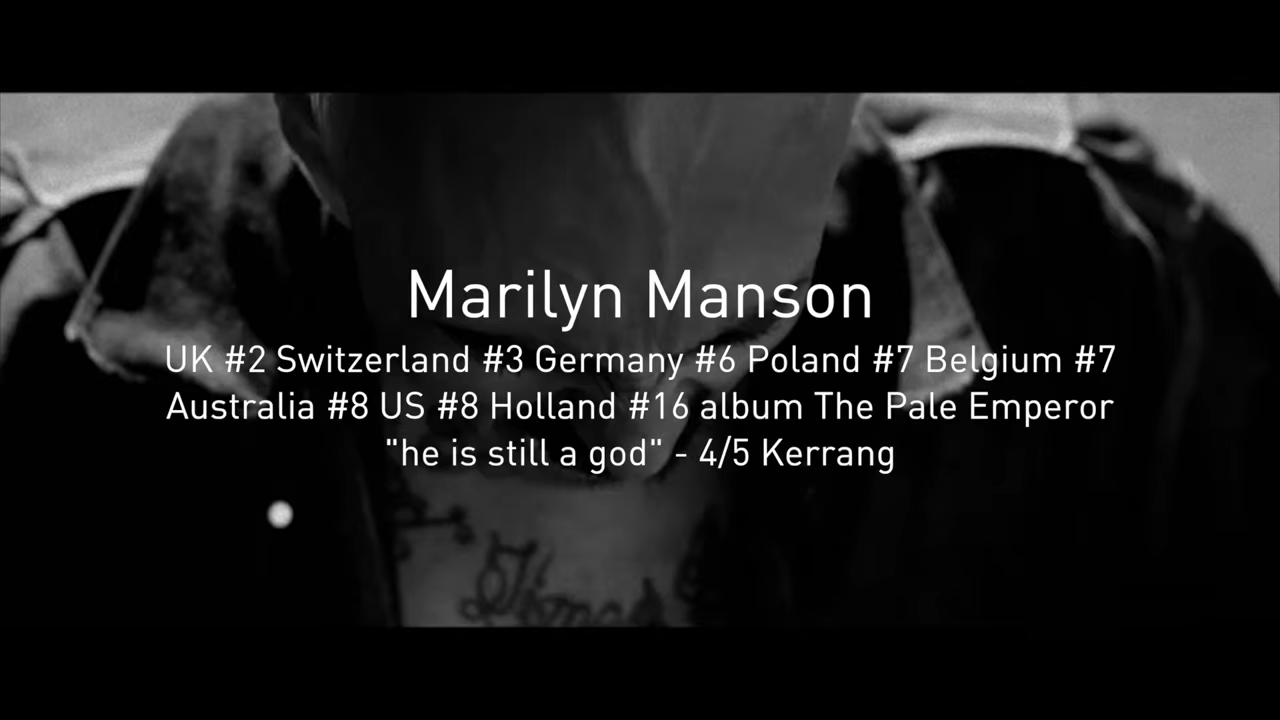 Marilyn Manson
UK #2 Switzerland #3 Germany #6 Poland #7 Belgium #7
Australia #8 US #8 Holland #16 album The Pale Emperor
"he is still a god" - 4/5 Kerrang